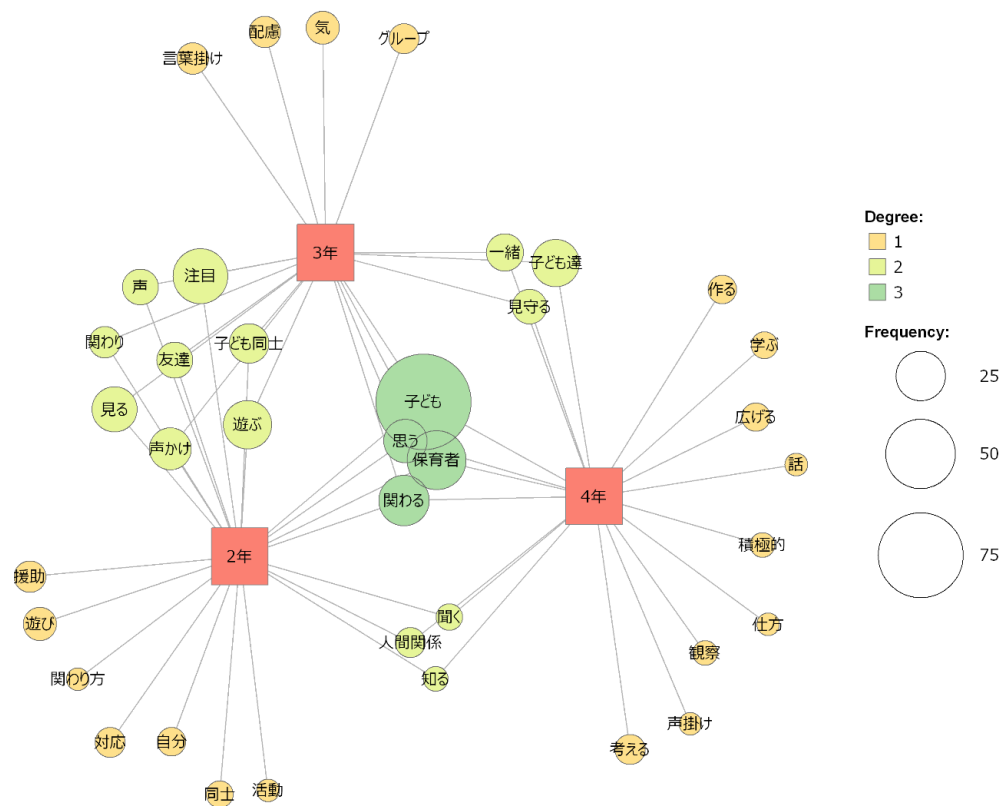 気
配慮
グループ
言葉掛け
3年
一緒
子ども達
注目
声
作る
見守る
関わり
子ども同士
学ぶ
友達
子ども
見る
広げる
遊ぶ
思う
声かけ
保育者
話
関わる
4年
積極的
2年
援助
聞く
遊び
仕方
人間関係
観察
関わり方
知る
声掛け
対応
自分
考える
活動
同士
Degree:
1
2
3
Frequency:
25
50
75